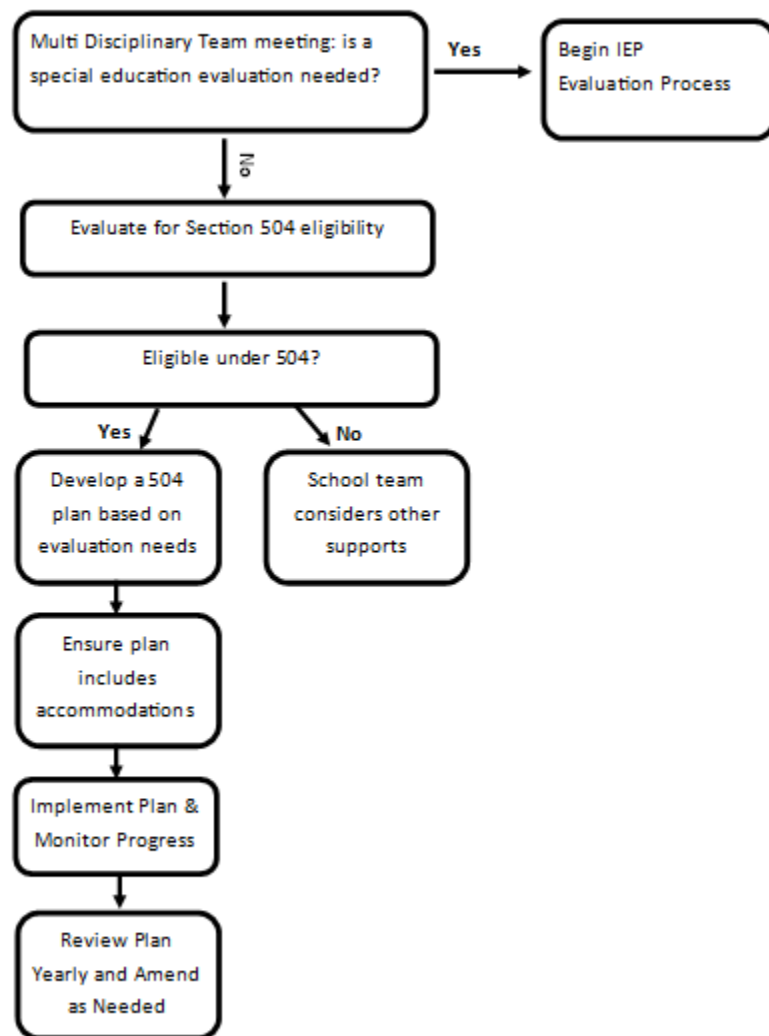 Multi Disciplinary Team meeting: is a
special education evaluation needed?
Yes
Begin IEP
Evaluation Process
No
Evaluate for Section 504 eligibility
Eligible under 504?
Yes
No
Develop a 504
plan based on
evaluation needs
School team
considers other
supports
Ensure plan
includes
accommodations
Implement Plan &
Monitor Progress
Review Plan
Yearly and Amend
as Needed